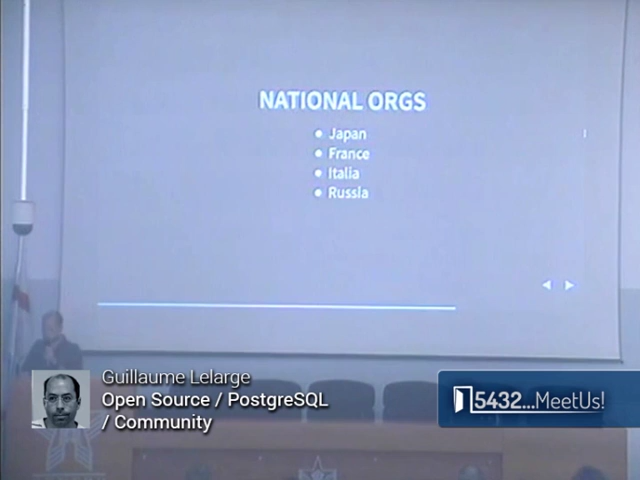 NATIONAL ORGS
Japan
France
Italia
Russia
Guillaume Lelarge
Open Source / PostgreSQL
/ Community
5432...MeetUs!